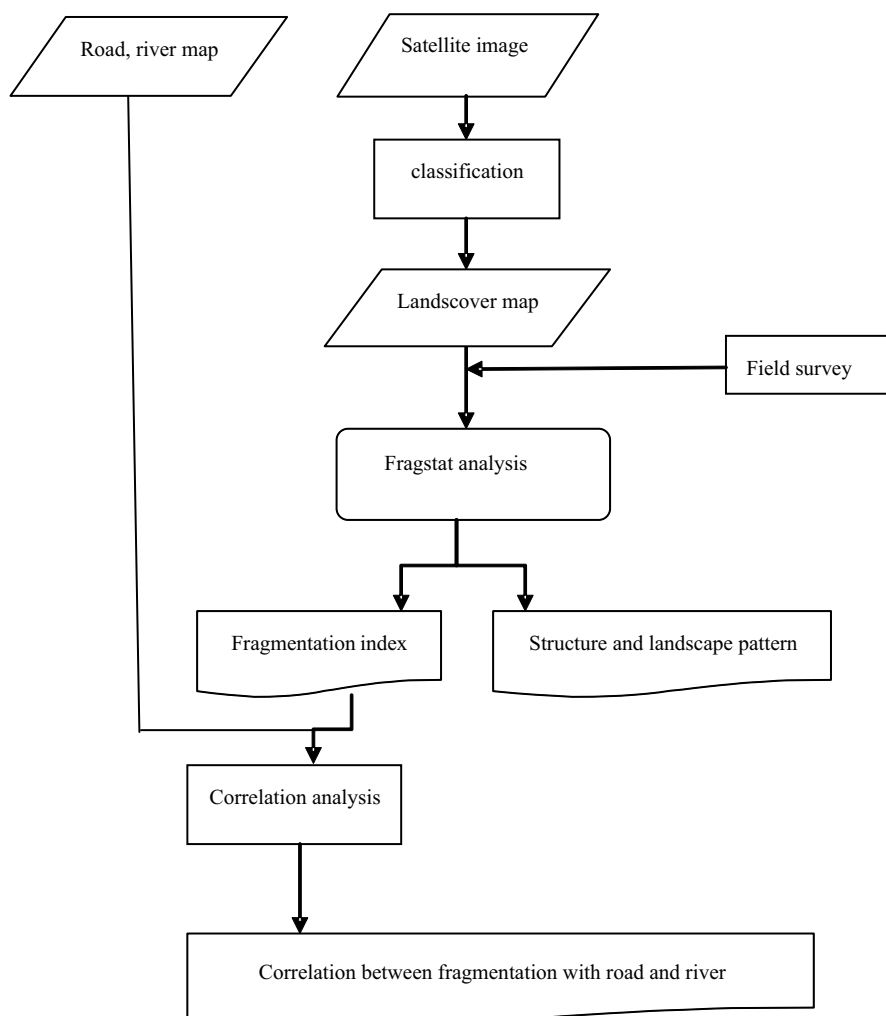 Road, river map
Satellite image
classification
Landscover map
Field survey
Fragstat analysis
Fragmentation index
Structure and landscape pattern
Correlation analysis
Correlation between fragmentation with road and river